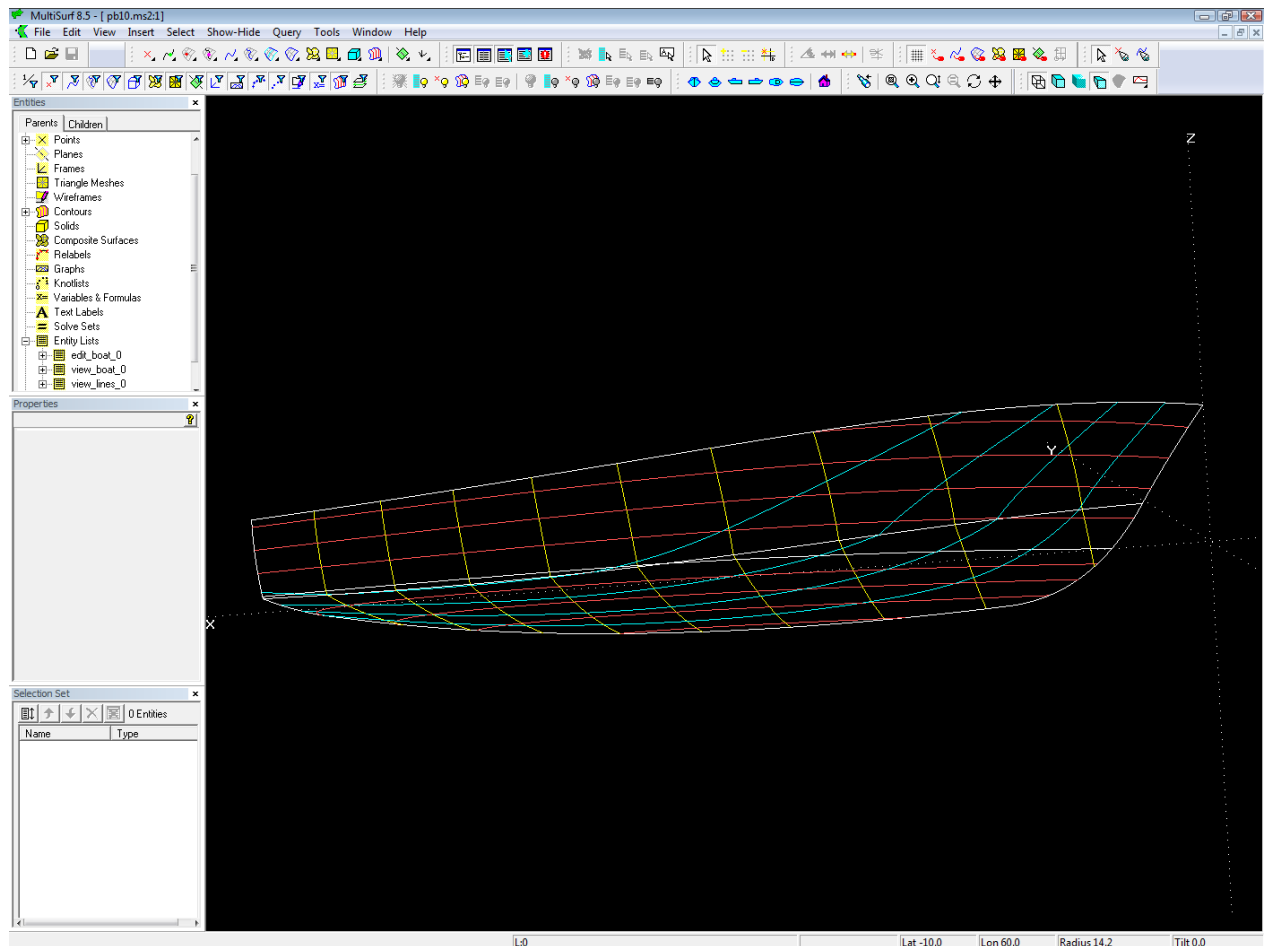 MultiSurf 8.5 - [ pb10.ms2:1]
File Edit View Insert Select Show-Hide Query Tools Window Help
Entities
Parents Children
Points
Planes
Frames
Triangle Meshes
Wireframes
Contours
Solids
Composite Surfaces
Relabels
Graphs
Knotlists
Variables & Formulas
Text Labels
Solve Sets
Entity Lists
edit_boat_0
view_boat_0
view_lines_0
Properties
Selection Set
0 Entities
Name Type
Z
Y
X
L:0 Lat -10.0 Lon 60.0 Radius 14.2 Tilt 0.0